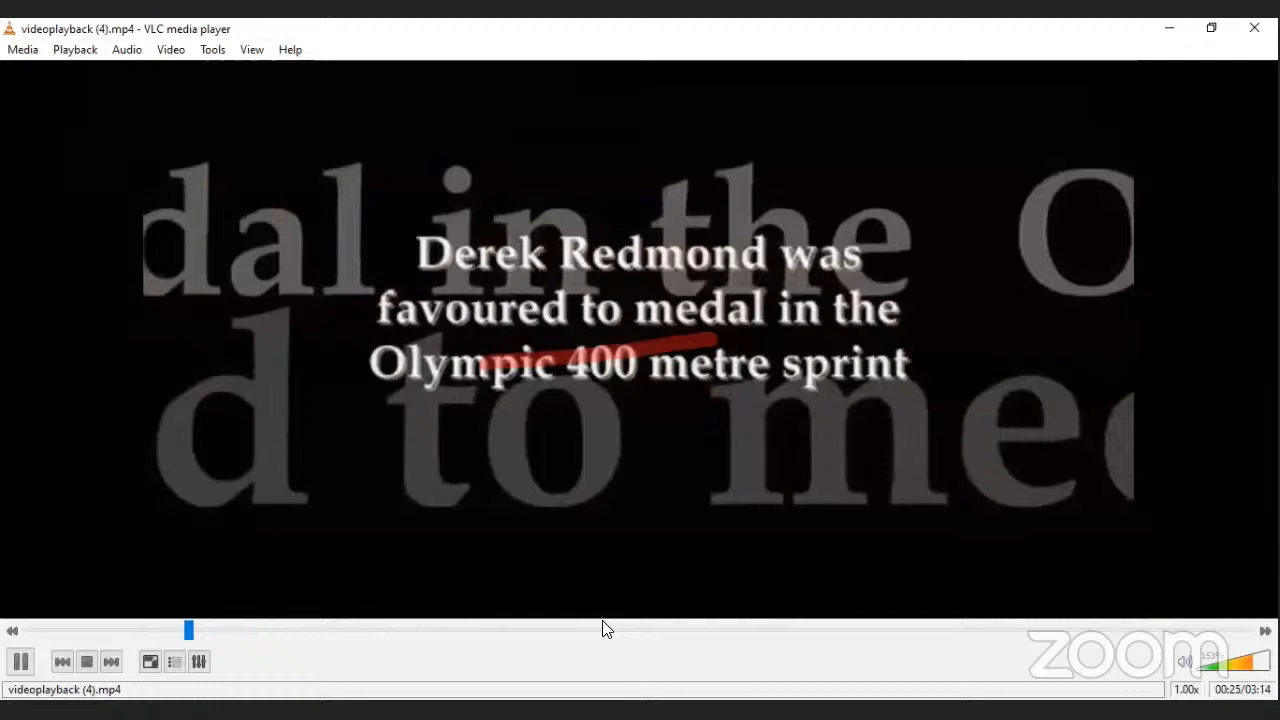 videoplayback (4).mp4 - VLC media player
Media Playback Audio Video Tools View Help
dal in the O
Derek Redmond was
favoured to medal in the
Olympic 400 metre sprint
d to med
zoom
videoplayback (4).mp4
1.00x 00:25/03:14